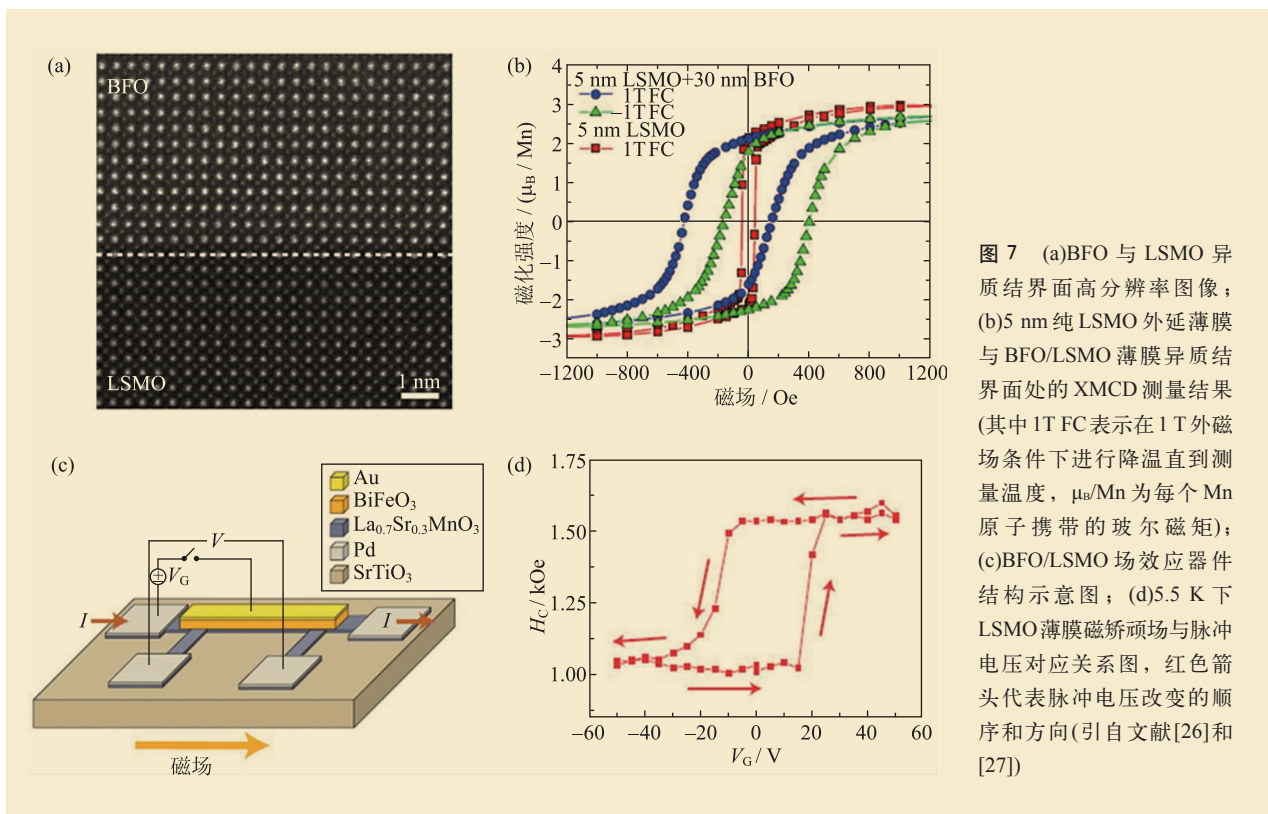 (a)
BFO
LSMO
1 nm
(b)
5 nm LSMO+30 nm BFO
1T FC
−1T FC
5 nm LSMO
1T FC
磁化强度 / (μB / Mn)
4
3
2
1
0
−1
−2
−3
−1200 −800 −400 0 400 800 1200
磁场 / Oe
(c)
Au
BiFeO3
La0.7Sr0.3MnO3
Pd
SrTiO3
V
VG
I
I
磁场
(d)
HC / kOe
1.75
1.50
1.25
1.00
−60 −40 −20 0 20 40 60
VG / V
图 7 (a)BFO 与 LSMO 异
质结界面高分辨率图像；
(b)5 nm 纯 LSMO 外延薄膜
与 BFO/LSMO 薄膜异质结
界面处的 XMCD 测量结果
(其中 1T FC 表示在 1 T 外磁
场条件下进行降温直到测
量温度，μB/Mn 为每个 Mn
原子携带的玻尔磁矩)；
(c)BFO/LSMO 场效应器件
结构示意图；(d)5.5 K 下
LSMO 薄膜磁矫顽场与脉冲
电压对应关系图，红色箭
头代表脉冲电压改变的顺
序和方向(引自文献[26]和
[27])